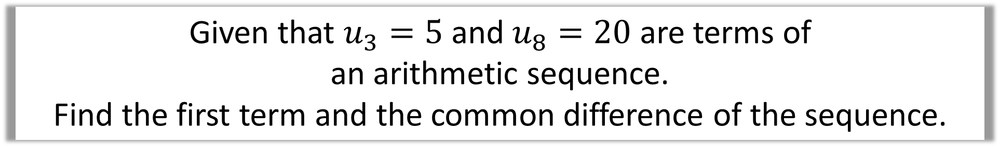 Given that 𝑢₃ = 5 and 𝑢₈ = 20 are terms of
an arithmetic sequence.
Find the first term and the common difference of the sequence.